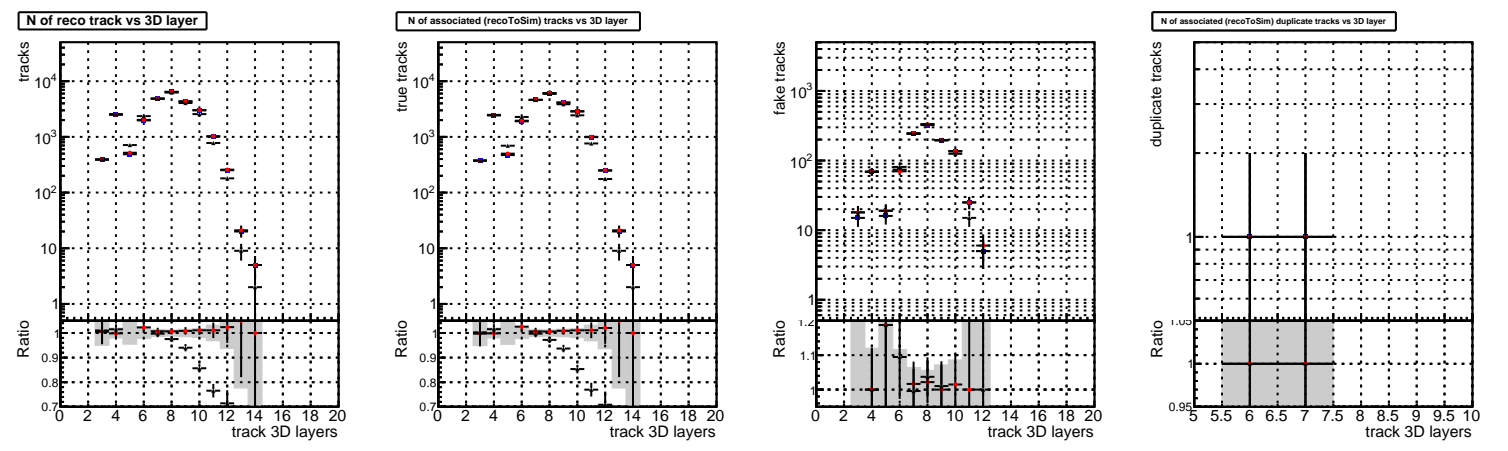 N of reco track vs 3D layer
tracks
10^4
10^3
10^2
10
1
Ratio
1
0.9
0.8
0.7
0 2 4 6 8 10 12 14 16 18 20
track 3D layers
N of associated (recoToSim) tracks vs 3D layer
true tracks
10^4
10^3
10^2
10
1
Ratio
1
0.9
0.8
0.7
0 2 4 6 8 10 12 14 16 18 20
track 3D layers
fake tracks
10^3
10^2
10
1
Ratio
1.2
1.1
1
0 2 4 6 8 10 12 14 16 18 20
track 3D layers
N of associated (recoToSim) duplicate tracks vs 3D layer
duplicate tracks
1
Ratio
1.05
1
0.95
5 5.5 6 6.5 7 7.5 8 8.5 9 9.5 10
track 3D layers